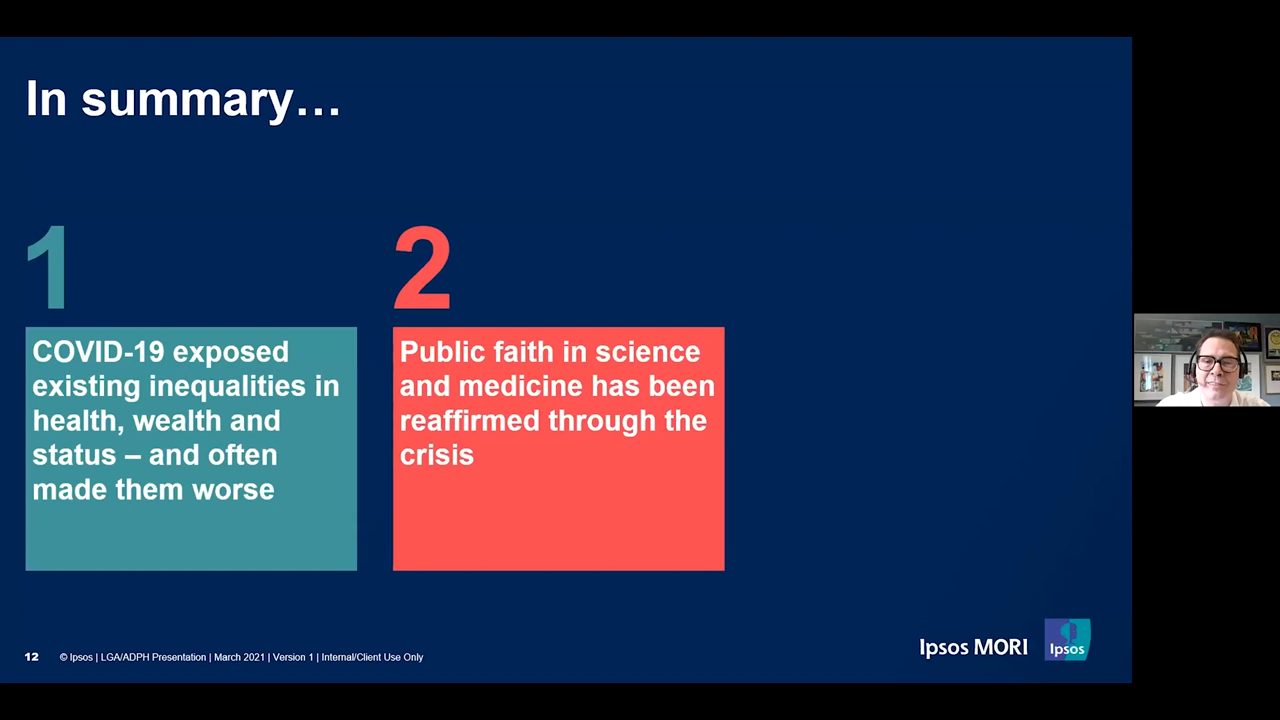 In summary…
1
COVID-19 exposed
existing inequalities in
health, wealth and
status – and often
made them worse
2
Public faith in science
and medicine has been
reaffirmed through the
crisis
12
© Ipsos | LGA/ADPH Presentation | March 2021 | Version 1 | Internal/Client Use Only
Ipsos MORI
Ipsos